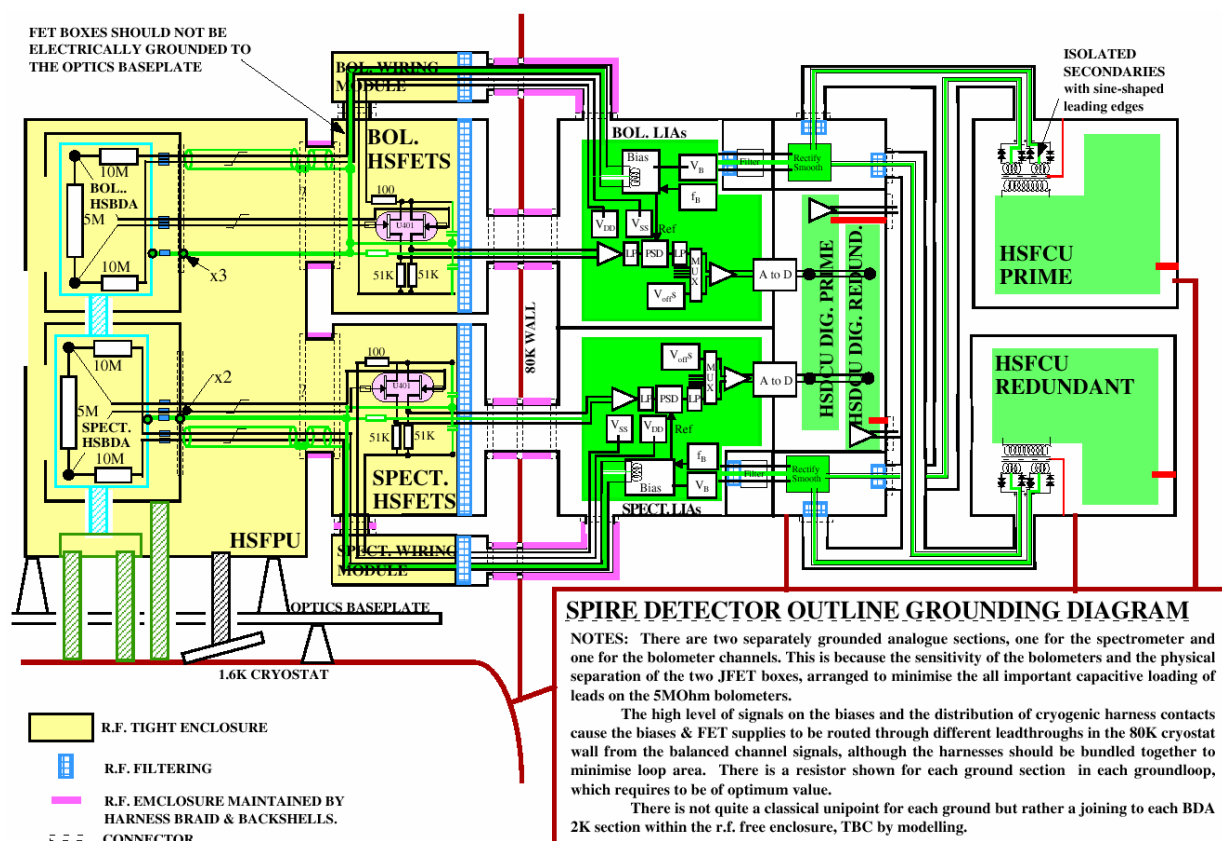 FET BOXES SHOULD NOT BE
ELECTRICALLY GROUNDED TO
THE OPTICS BASEPLATE
BOL. WIRING
MODULE
ISOLATED
SECONDARIES
with sine-shaped
leading edges
BOL.
HSFETS
BOL. LIAs
10M
BOL..
HSBDA
5M
10M
x3
100
U401
51K
51K
Bias
VB
fB
VDD
VSS
Ref
LP
PSD
LP
MUX
Voffs
A to D
Filter
Rectify
Smooth
HSDCU DIG. PRIME
HSDCU DIG. REDUND.
HSFCU
PRIME
80K WALL
10M
5M
SPECT.
HSBDA
10M
x2
100
U401
51K
51K
SPECT.
HSFETS
Voffs
MUX
A to D
LP
PSD
LP
VSS
VDD
Ref
fB
Bias
VB
Filter
Rectify
Smooth
SPECT. LIAs
HSFCU
REDUNDANT
HSFPU
SPECT. WIRING
MODULE
OPTICS BASEPLATE
1.6K CRYOSTAT
SPIRE DETECTOR OUTLINE GROUNDING DIAGRAM
NOTES: There are two separately grounded analogue sections, one for the spectrometer and
one for the bolometer channels. This is because the sensitivity of the bolometers and the physical
separation of the two JFET boxes, arranged to minimise the all important capacitive loading of
leads on the 5MOhm bolometers.
The high level of signals on the biases and the distribution of cryogenic harness contacts
cause the biases & FET supplies to be routed through different leadthroughs in the 80K cryostat
wall from the balanced channel signals, although the harnesses should be bundled together to
minimise loop area. There is a resistor shown for each ground section in each groundloop,
which requires to be of optimum value.
There is not quite a classical unipoint for each ground but rather a joining to each BDA
2K section within the r.f. free enclosure, TBC by modelling.
R.F. TIGHT ENCLOSURE
R.F. FILTERING
R.F. EMCLOSURE MAINTAINED BY
HARNESS BRAID & BACKSHELLS.
CONNECTOR